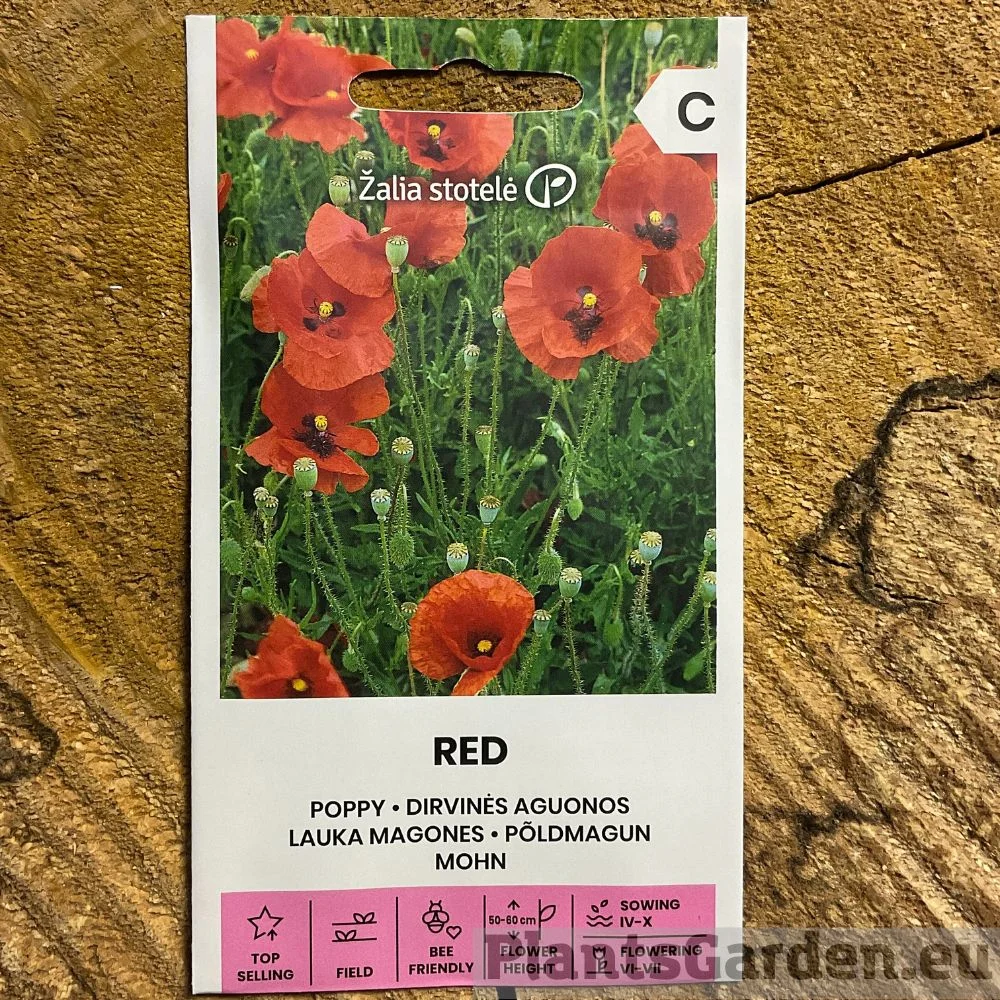 C
Žalia stotelė
RED
POPPY • DIRVINĖS AGUONOS
LAUKA MAGONES • PÕLDMAGUN
MOHN
TOP
SELLING
FIELD
BEE
FRIENDLY
50-60 cm
FLOWER
HEIGHT
SOWING
IV-X
FLOWERING
VI-VII
PlantsGarden.eu